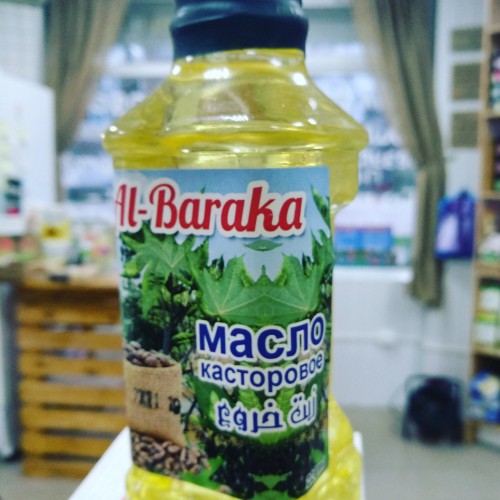 Al-Baraka
масло
касторовое
زيت خروع